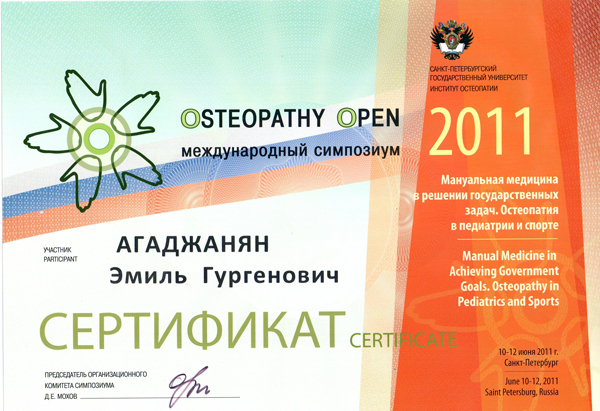 САНКТ-ПЕТЕРБУРГСКИЙ
ГОСУДАРСТВЕННЫЙ УНИВЕРСИТЕТ
ИНСТИТУТ ОСТЕОПАТИИ
OSTEOPATHY OPEN
международный симпозиум
2011
Мануальная медицина
в решении государственных
задач. Остеопатия
в педиатрии и спорте
Manual Medicine in
Achieving Government
Goals. Osteopathy in
Pediatrics and Sports
УЧАСТНИК
PARTICIPANT
АГАДЖАНЯН
Эмиль Гургенович
СЕРТИФИКАТ CERTIFICATE
ПРЕДСЕДАТЕЛЬ ОРГАНИЗАЦИОННОГО
КОМИТЕТА СИМПОЗИУМА
Д.Е. МОХОВ
10-12 июня 2011 г.
Санкт-Петербург
June 10-12, 2011
Saint Petersburg, Russia